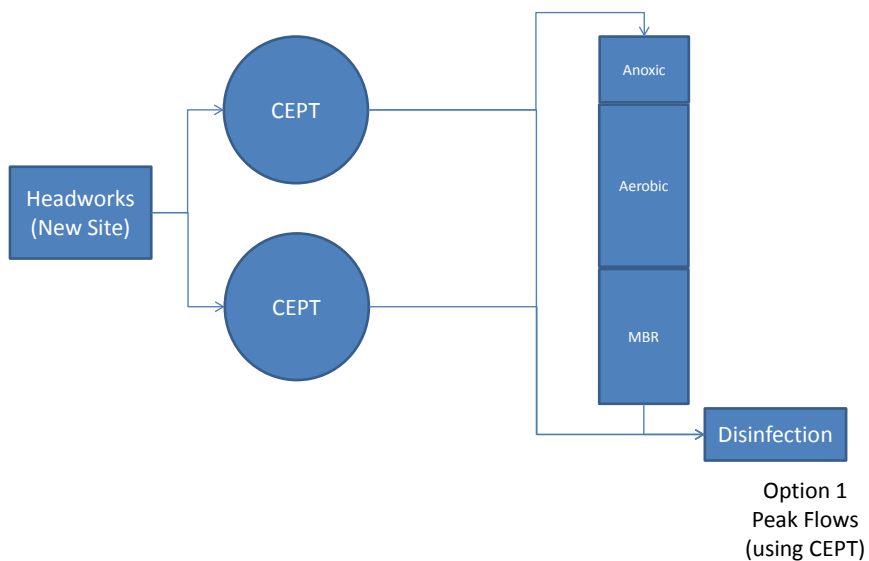 Headworks
(New Site)
CEPT
CEPT
Anoxic
Aerobic
MBR
Disinfection
Option 1
Peak Flows
(using CEPT)